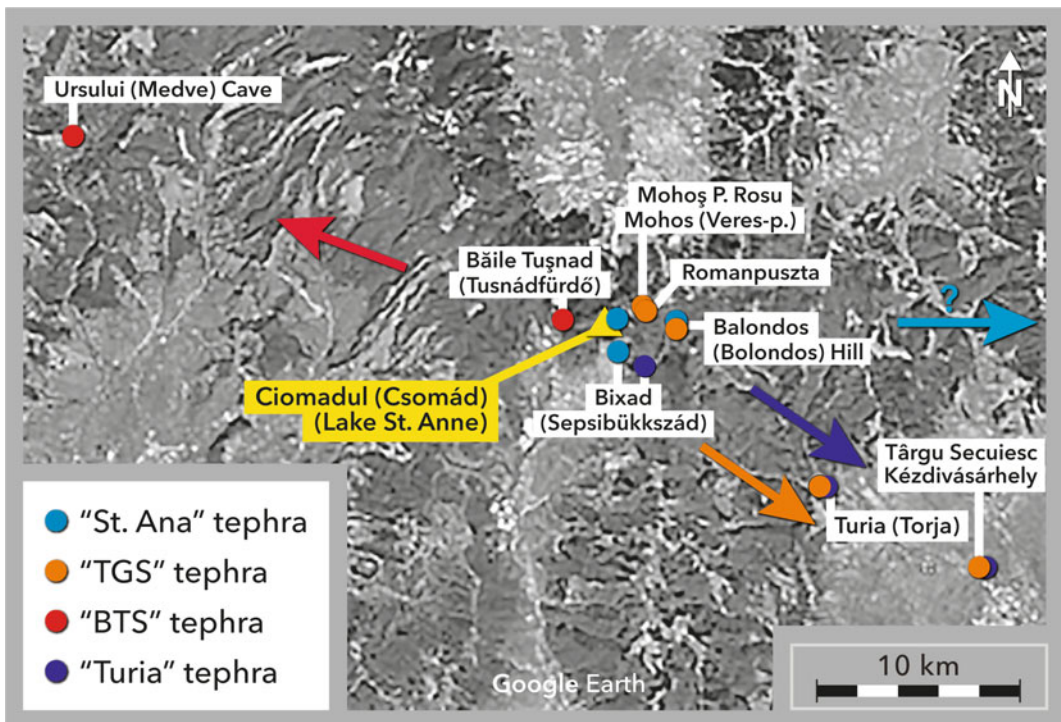 Ursului (Medve) Cave
N
Mohoş P. Rosu
Mohos (Veres-p.)
Băile Tuşnad
(Tusnádfürdő)
Romanpuszta
?
Balondos
(Bolondos) Hill
Ciomadul (Csomád)
(Lake St. Anne)
Bixad
(Sepsibükkszád)
Târgu Secuiesc
Kézdivásárhely
Turia (Torja)
"St. Ana" tephra
"TGS" tephra
"BTS" tephra
"Turia" tephra
10 km
Google Earth